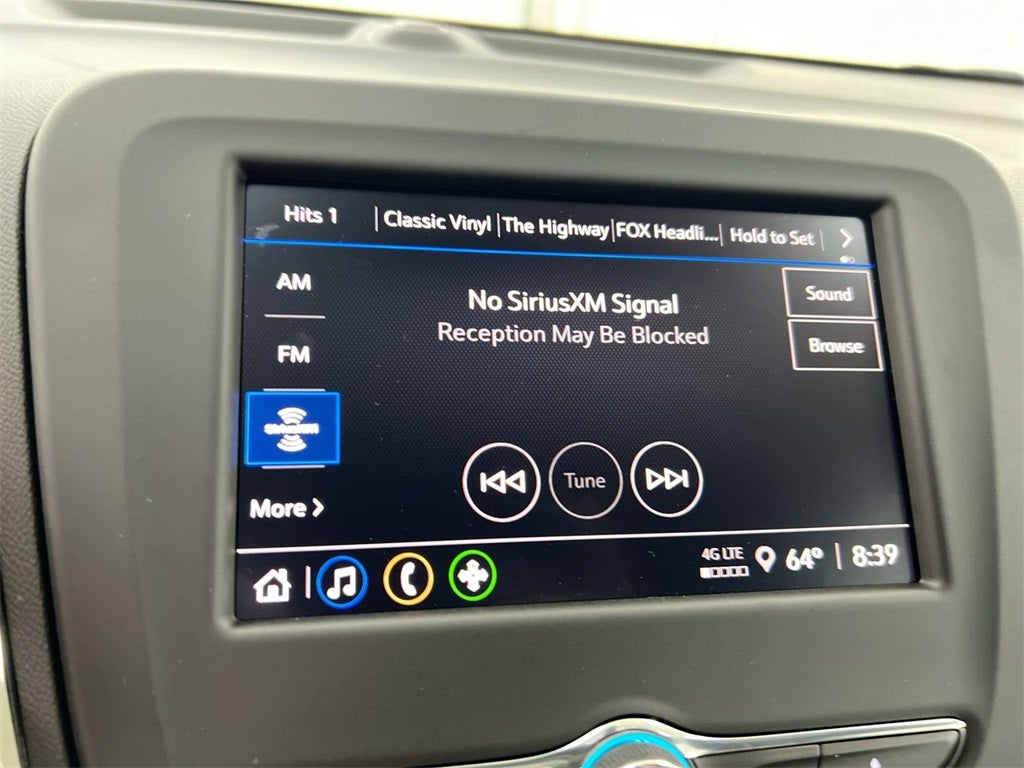 Hits 1 Classic Vinyl The Highway FOX Headli... Hold to Set
AM
FM
SiriusXM
More
No SiriusXM Signal
Reception May Be Blocked
Sound
Browse
Tune
4G LTE
64° 8:39